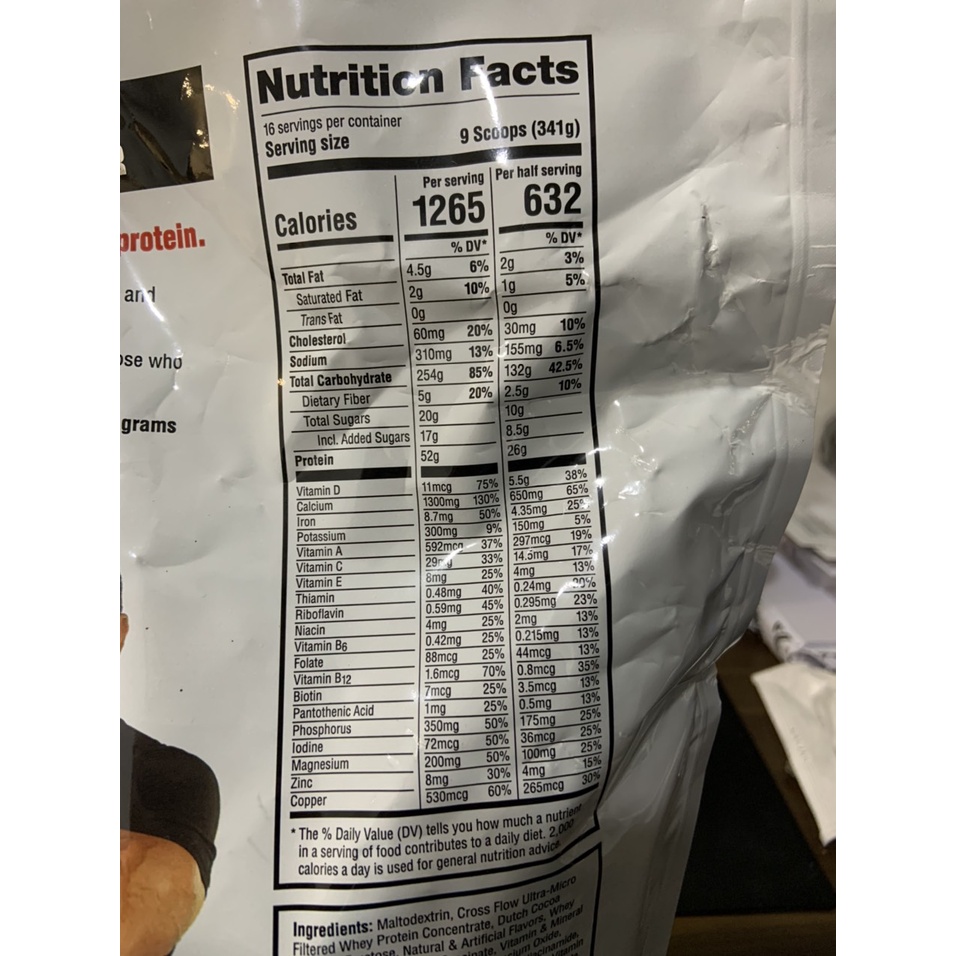 protein.
and
ose who
grams
Nutrition Facts
16 servings per container
Serving size 9 Scoops (341g)
Per serving Per half serving
Calories 1265 632
% DV* % DV*
Total Fat 4.5g 6% 2g 3%
Saturated Fat 2g 10% 1g 5%
Trans Fat 0g 0g
Cholesterol 60mg 20% 30mg 10%
Sodium 310mg 13% 155mg 6.5%
Total Carbohydrate 254g 85% 132g 42.5%
Dietary Fiber 5g 20% 2.5g 10%
Total Sugars 20g 10g
Incl. Added Sugars 17g 8.5g
Protein 52g 26g
Vitamin D 11mcg 75% 5.5g 38%
Calcium 1300mg 130% 650mg 65%
Iron 8.7mg 50% 4.35mg 25%
Potassium 300mg 9% 150mg 5%
Vitamin A 592mcg 37% 297mcg 19%
Vitamin C 29mg 33% 14.5mg 17%
Vitamin E 8mg 25% 4mg 13%
Thiamin 0.48mg 40% 0.24mg 20%
Riboflavin 0.59mg 45% 0.295mg 23%
Niacin 4mg 25% 2mg 13%
Vitamin B6 0.42mg 25% 0.215mg 13%
Folate 88mcg 25% 44mcg 13%
Vitamin B12 1.6mcg 70% 0.8mcg 35%
Biotin 7mcg 25% 3.5mcg 13%
Pantothenic Acid 1mg 25% 0.5mg 13%
Phosphorus 350mg 50% 175mg 25%
Iodine 72mcg 50% 36mcg 25%
Magnesium 200mg 50% 100mg 25%
Zinc 8mg 30% 4mg 15%
Copper 530mcg 60% 265mcg 30%
* The % Daily Value (DV) tells you how much a nutrient
in a serving of food contributes to a daily diet. 2,000
calories a day is used for general nutrition advice.
Ingredients: Maltodextrin, Cross Flow Ultra-Micro
Filtered Whey Protein Concentrate, Dutch Cocoa
Natural & Artificial Flavors, Whey
Vitamin & Mineral
Oxide,